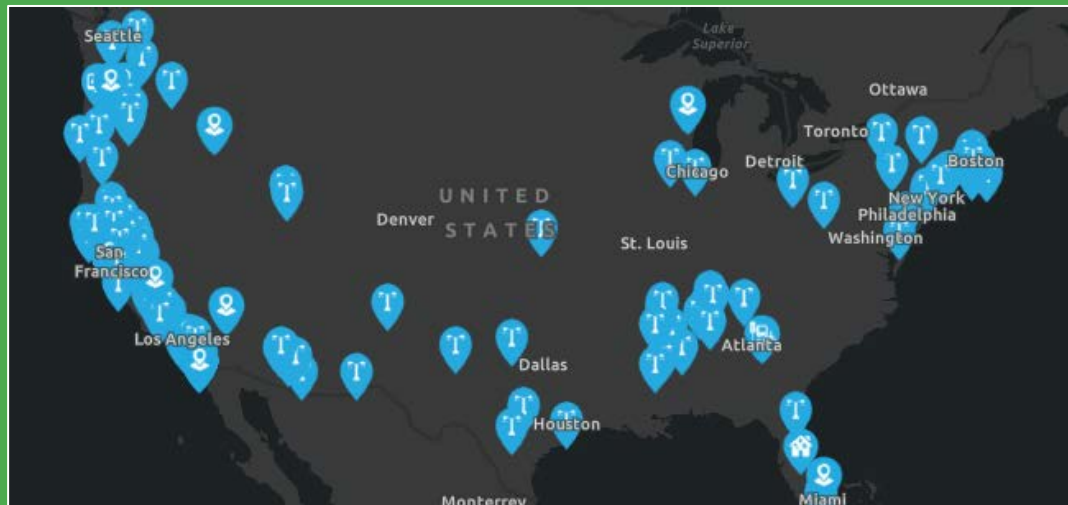 Lake
Superior
Seattle
Ottawa
Toronto
Boston
Detroit
Chicago
New York
UNITED
STATES
Denver
Philadelphia
Washington
St. Louis
San
Francisco
Los Angeles
Atlanta
Dallas
Houston
Miami
Monterrey